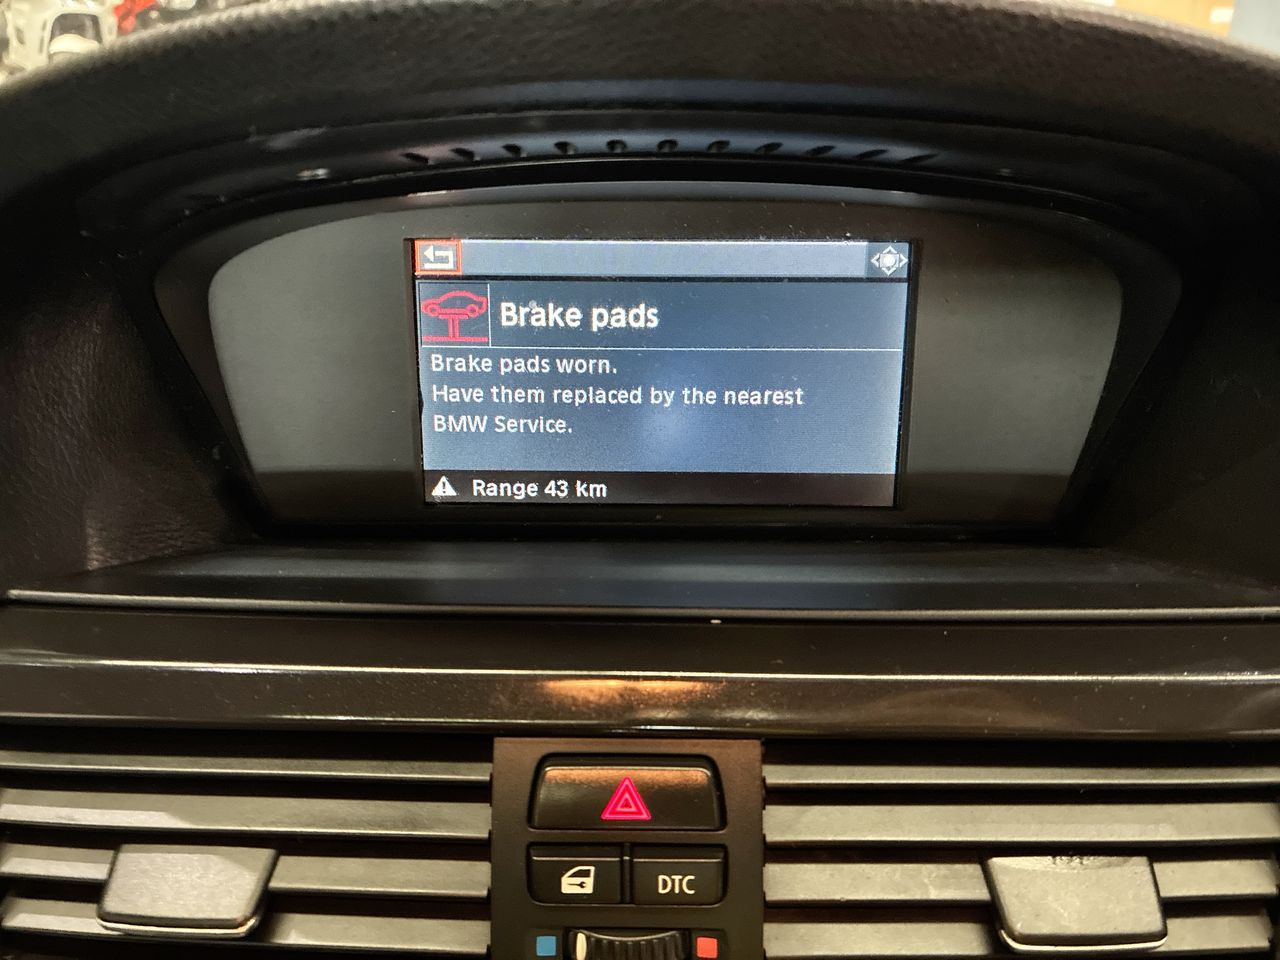 Brake pads
Brake pads worn.
Have them replaced by the nearest
BMW Service.
Range 43 km
DTC